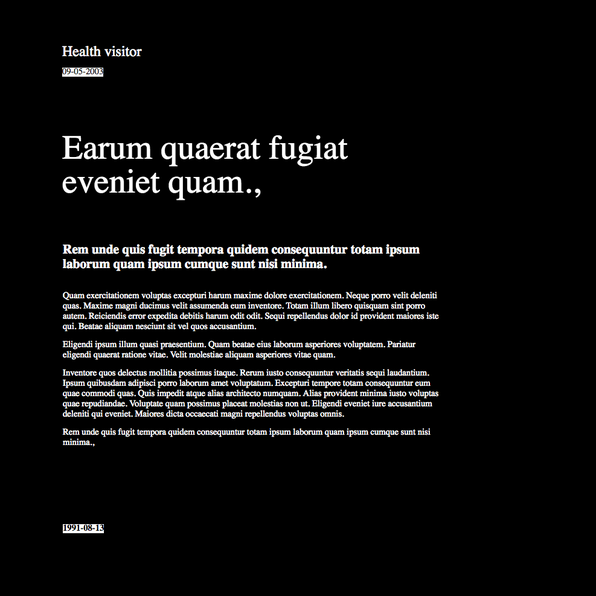 Health visitor
09-05-2003
Earum quaerat fugiat
eveniet quam.,
Rem unde quis fugit tempora quidem consequuntur totam ipsum
laborum quam ipsum cumque sunt nisi minima.
Quam exercitationem voluptas excepturi harum maxime dolore exercitationem. Neque porro velit deleniti
quas. Maxime magni ducimus velit assumenda eum inventore. Totam illum libero quisquam sint porro
autem. Reiciendis error expedita debitis harum odit odit. Sequi repellendus dolor id provident maiores iste
qui. Beatae aliquam nesciunt sit vel quos accusantium.
Eligendi ipsum illum quasi praesentium. Quam beatae eius laborum asperiores voluptatem. Pariatur
eligendi quaerat ratione vitae. Velit molestiae aliquam asperiores vitae quam.
Inventore quos delectus mollitia possimus itaque. Rerum iusto consequuntur veritatis sequi laudantium.
Ipsum quibusdam adipisci porro laborum amet voluptatum. Excepturi tempore totam consequuntur eum
quae commodi quas. Quis impedit atque alias architecto numquam. Alias provident minima iusto voluptas
quae repudiandae. Voluptate quam possimus placeat molestias non ut. Eligendi eveniet iure accusantium
deleniti qui eveniet. Maiores dicta occaecati magni repellendus voluptas omnis.
Rem unde quis fugit tempora quidem consequuntur totam ipsum laborum quam ipsum cumque sunt nisi
minima.,
1991-08-13